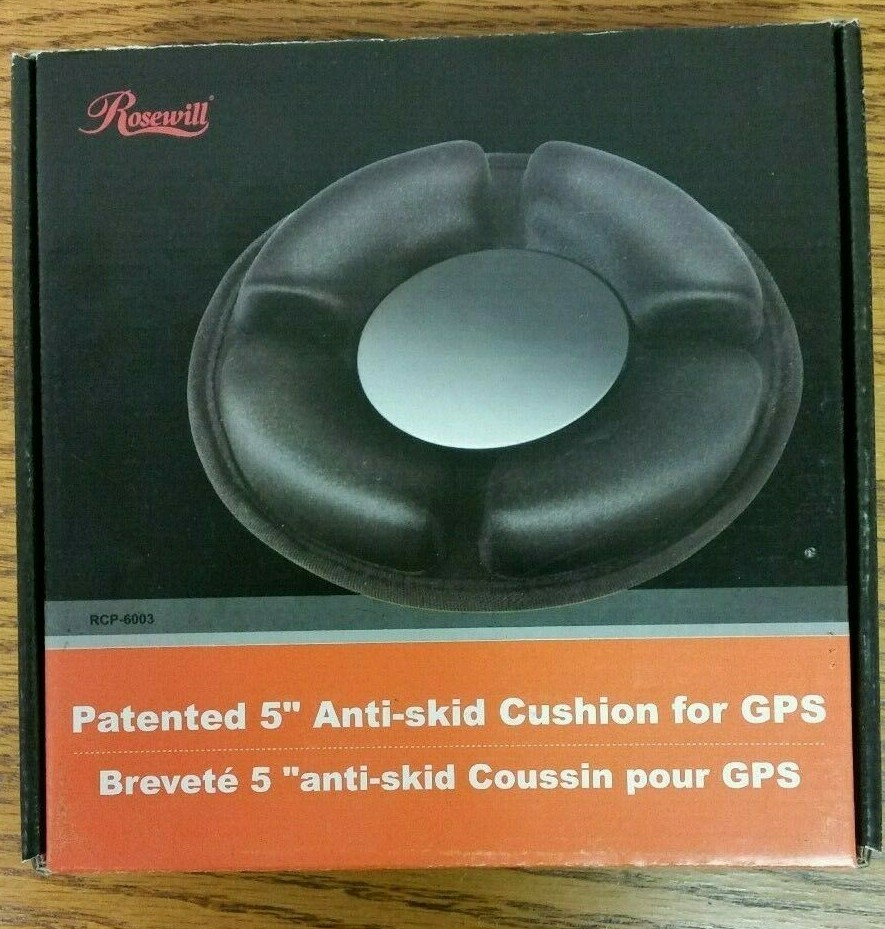 Rosewill®
RCP-6003
Patented 5" Anti-skid Cushion for GPS
Breveté 5 "anti-skid Coussin pour GPS